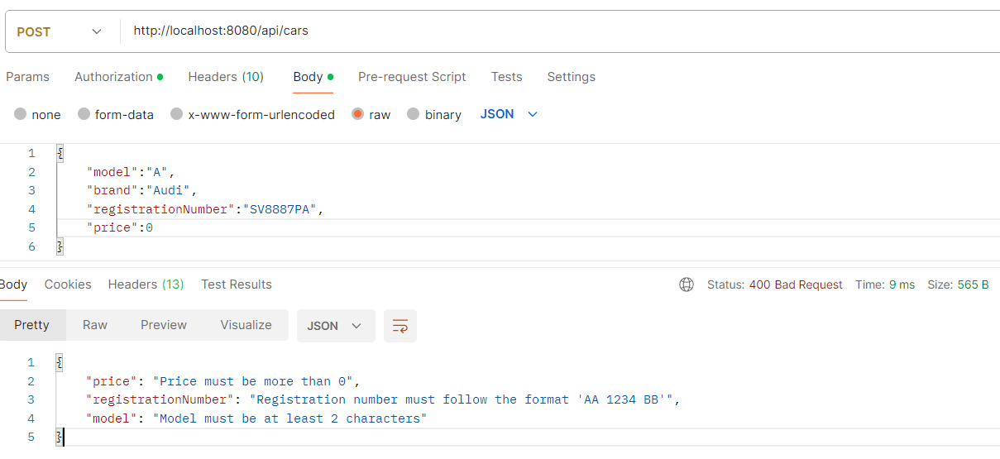 POST http://localhost:8080/api/cars
Params Authorization Headers (10) Body Pre-request Script Tests Settings
none form-data x-www-form-urlencoded raw binary JSON
1 {
2 "model":"A",
3 "brand":"Audi",
4 "registrationNumber":"SV8887PA",
5 "price":0
6 }
Body Cookies Headers (13) Test Results Status: 400 Bad Request Time: 9 ms Size: 565 B
Pretty Raw Preview Visualize JSON
1 {
2 "price": "Price must be more than 0",
3 "registrationNumber": "Registration number must follow the format 'AA 1234 BB'",
4 "model": "Model must be at least 2 characters"
5 }